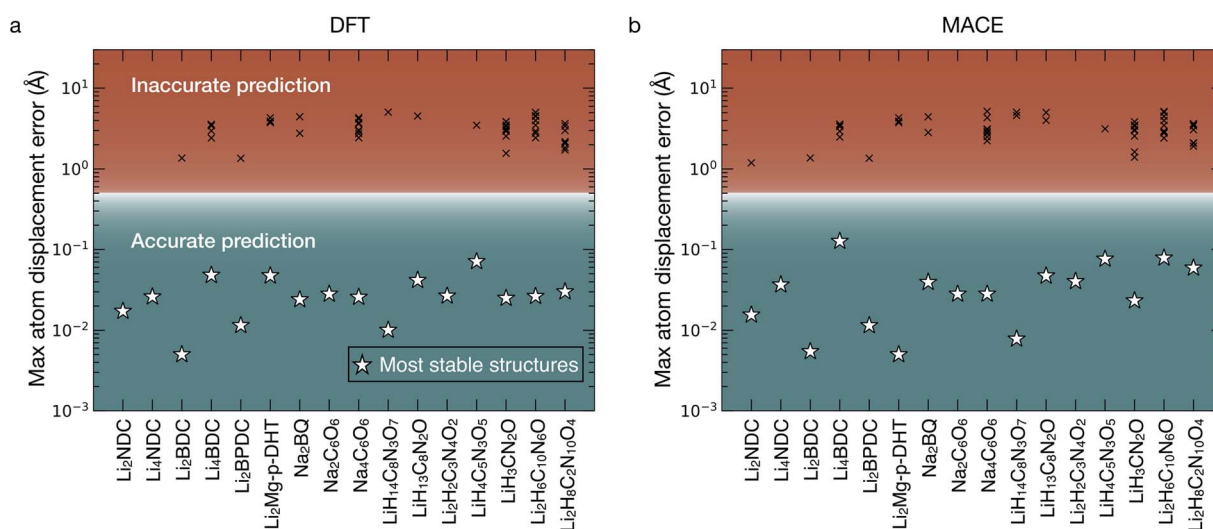 a
DFT
Max atom displacement error (Å)
10¹
10⁰
10⁻¹
10⁻²
10⁻³
Inaccurate prediction
Accurate prediction
Most stable structures
Li₂NDC
Li₄NDC
Li₂BDC
Li₄BDC
Li₂BPDC
Li₂Mg-p-DHT
Na₂BQ
Na₂C₆O₆
Na₄C₆O₆
LiH₁₄C₈N₃O₇
LiH₁₃C₈N₂O
Li₂H₂C₃N₄O₂
LiH₄C₅N₃O₅
LiH₃CN₂O
Li₂H₆C₁₀N₆O
Li₂H₈C₂N₁₀O₄
b
MACE
Max atom displacement error (Å)
10¹
10⁰
10⁻¹
10⁻²
10⁻³
Li₂NDC
Li₄NDC
Li₂BDC
Li₄BDC
Li₂BPDC
Li₂Mg-p-DHT
Na₂BQ
Na₂C₆O₆
Na₄C₆O₆
LiH₁₄C₈N₃O₇
LiH₁₃C₈N₂O
Li₂H₂C₃N₄O₂
LiH₄C₅N₃O₅
LiH₃CN₂O
Li₂H₆C₁₀N₆O
Li₂H₈C₂N₁₀O₄